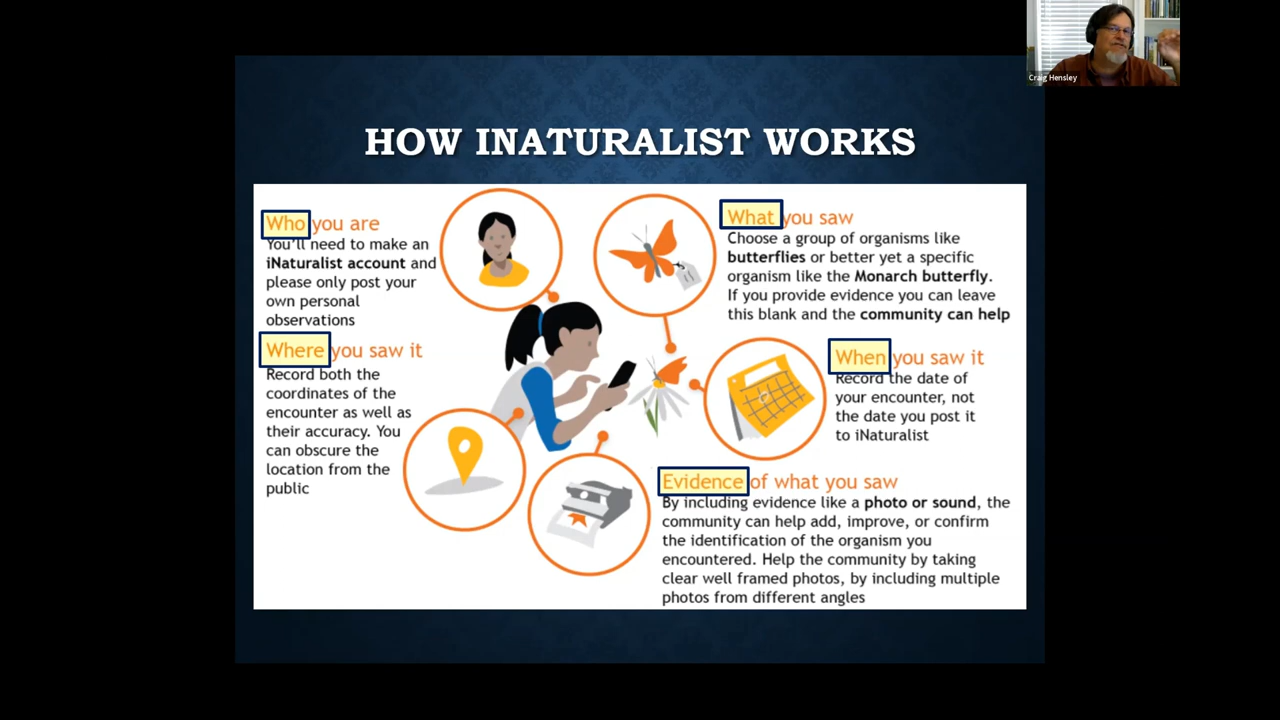 Craig Hensley
HOW INATURALIST WORKS
Who you are
You'll need to make an
iNaturalist account and
please only post your
own personal
observations
Where you saw it
Record both the
coordinates of the
encounter as well as
their accuracy. You
can obscure the
location from the
public
What you saw
Choose a group of organisms like
butterflies or better yet a specific
organism like the Monarch butterfly.
If you provide evidence you can leave
this blank and the community can help
When you saw it
Record the date of
your encounter, not
the date you post it
to iNaturalist
Evidence of what you saw
By including evidence like a photo or sound, the
community can help add, improve, or confirm
the identification of the organism you
encountered. Help the community by taking
clear well framed photos, by including multiple
photos from different angles